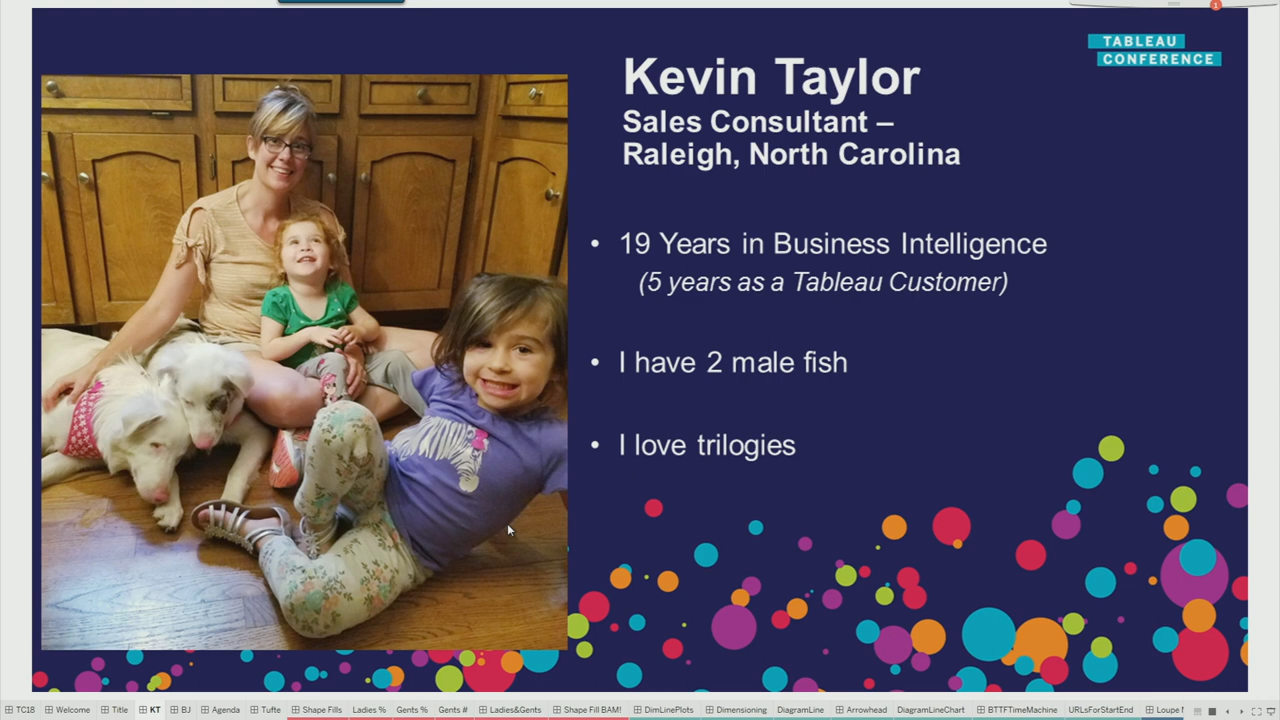 1
TABLEAU
CONFERENCE
Kevin Taylor
Sales Consultant –
Raleigh, North Carolina
• 19 Years in Business Intelligence
(5 years as a Tableau Customer)
• I have 2 male fish
• I love trilogies
TC18 Welcome Title KT BJ Agenda Tufte Shape Fills Ladies % Gents % Gents # Ladies&Gents Shape Fill BAM! DimLinePlots Dimensioning DiagramLine Arrowhead DiagramLineChart BTTFTimeMachine URLsForStartEnd Loupe